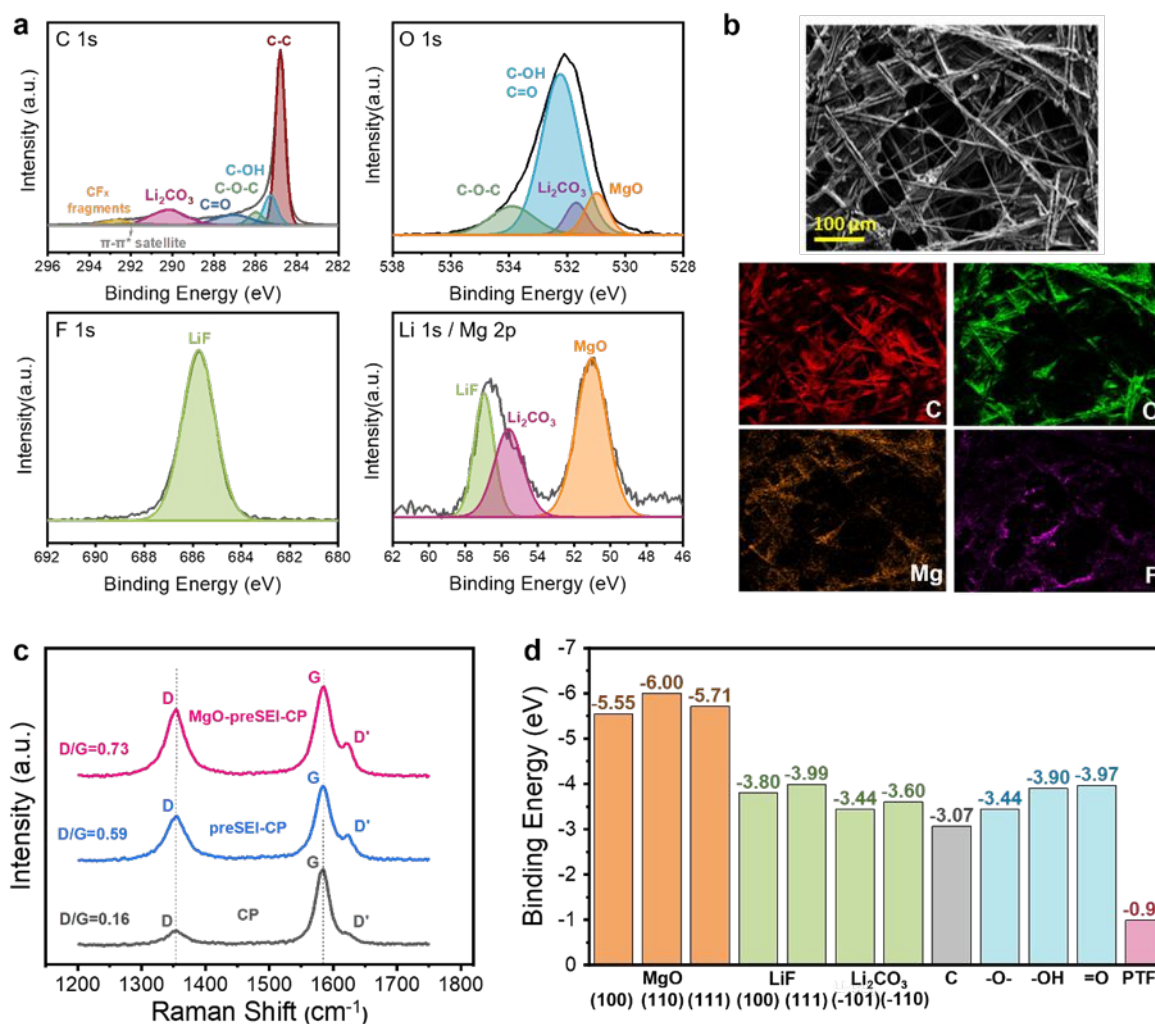 a
C 1s
C-C
C-OH
C-O-C
C=O
Li₂CO₃
CFₓ
fragments
π-π* satellite
Intensity (a.u.)
296 294 292 290 288 286 284 282
Binding Energy (eV)
O 1s
C-OH
C=O
C-O-C
Li₂CO₃
MgO
Intensity(a.u.)
538 536 534 532 530 528
Binding Energy (eV)
F 1s
LiF
Intensity(a.u.)
692 690 688 686 684 682 680
Binding Energy (eV)
Li 1s / Mg 2p
LiF
Li₂CO₃
MgO
Intensity(a.u.)
62 60 58 56 54 52 50 48 46
Binding Energy (eV)
b
100 μm
C
Mg
c
D
G
D'
MgO-preSEI-CP
D/G=0.73
D
G
D'
preSEI-CP
D/G=0.59
D
G
D'
CP
D/G=0.16
Intensity (a.u.)
1200 1300 1400 1500 1600 1700 1800
Raman Shift (cm⁻¹)
d
Binding Energy (eV)
-7
-6
-5
-4
-3
-2
-1
0
-5.55
-6.00
-5.71
-3.80
-3.99
-3.44
-3.60
-3.07
-3.44
-3.90
-3.97
-0.9
MgO LiF Li₂CO₃ C -O- -OH =O PTF
(100) (110) (111) (100) (111) (-101)(-110)